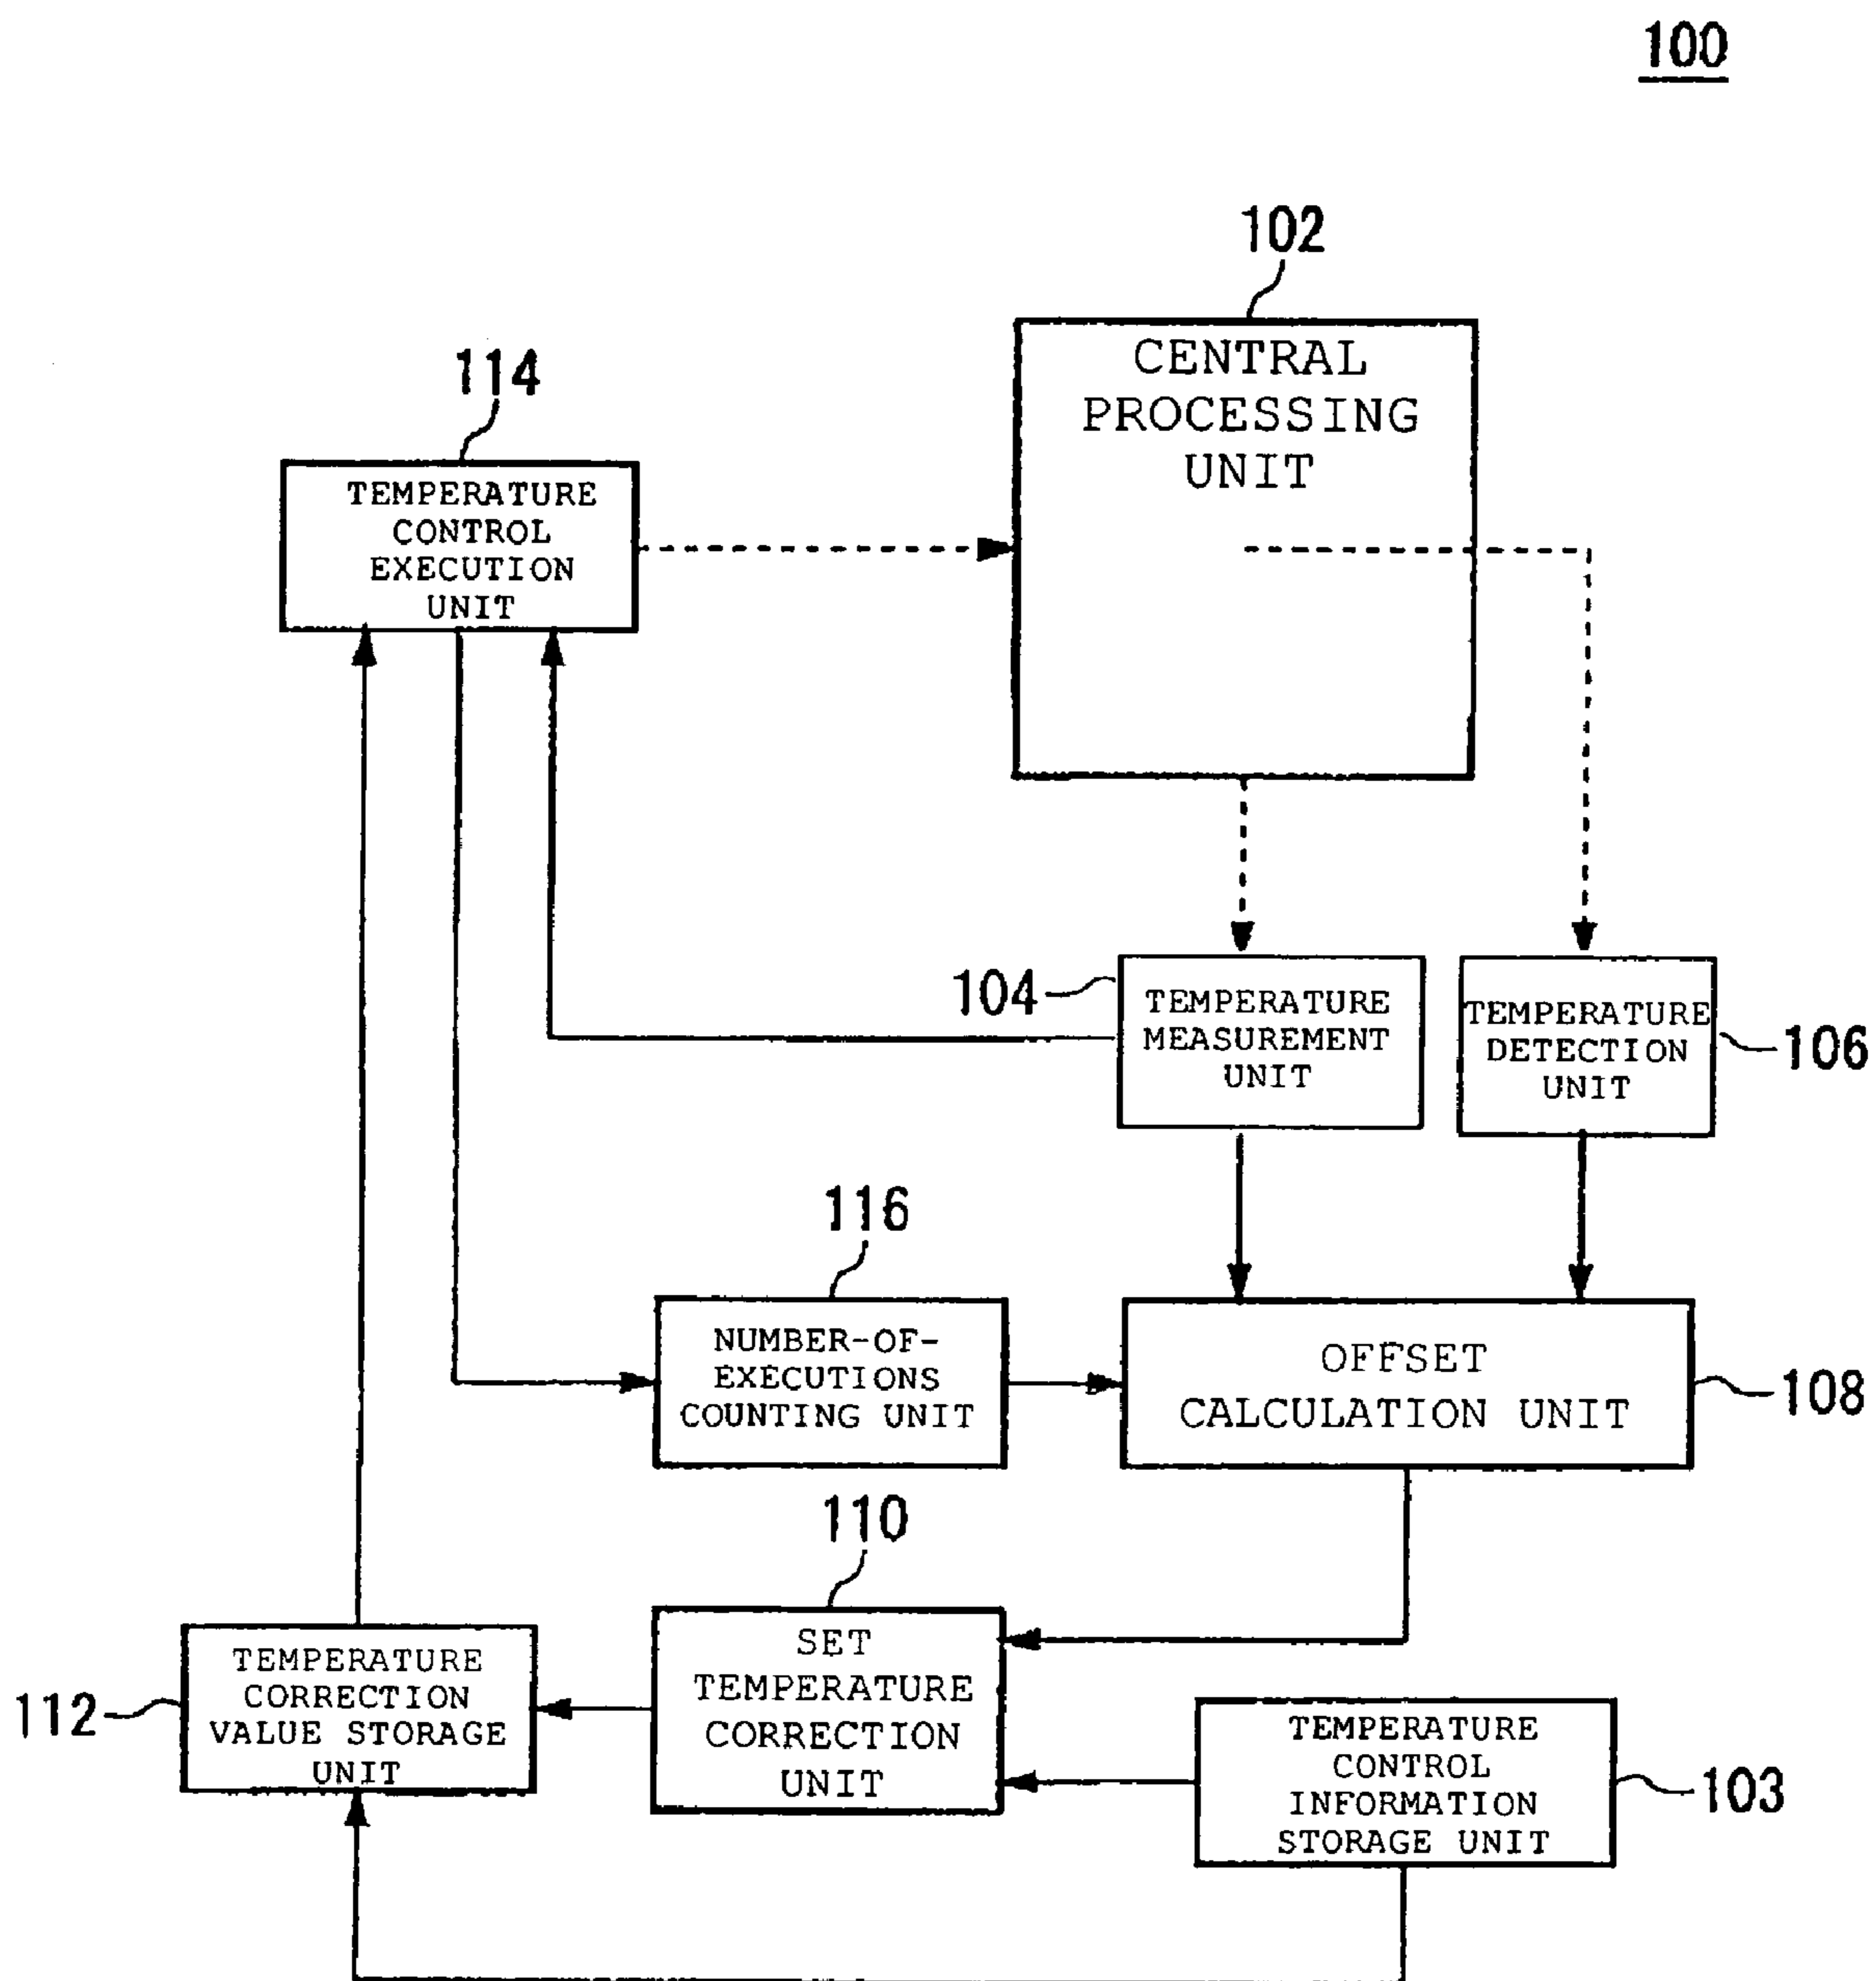 100
102
CENTRAL
PROCESSING
UNIT
114
TEMPERATURE
CONTROL
EXECUTION
UNIT
104
TEMPERATURE
MEASUREMENT
UNIT
TEMPERATURE
DETECTION
UNIT
106
116
NUMBER-OF-
EXECUTIONS
COUNTING UNIT
OFFSET
CALCULATION UNIT
108
110
SET
TEMPERATURE
CORRECTION
UNIT
112
TEMPERATURE
CORRECTION
VALUE STORAGE
UNIT
TEMPERATURE
CONTROL
INFORMATION
STORAGE UNIT
103